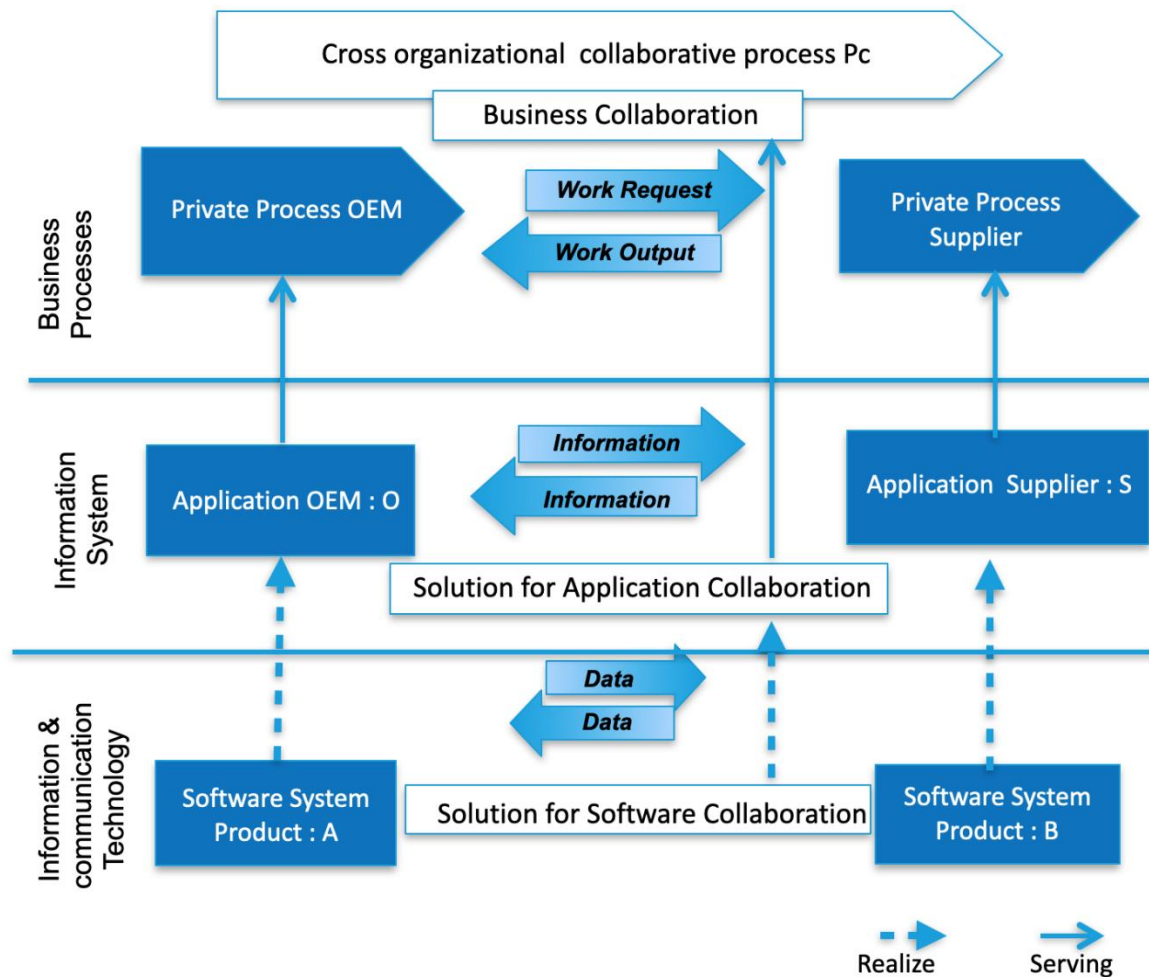 Cross organizational collaborative process Pc
Business Collaboration
Private Process OEM
Work Request
Work Output
Private Process
Supplier
Business
Processes
Application OEM : O
Information
Information
Application Supplier : S
Solution for Application Collaboration
Information
System
Data
Data
Software System
Product : A
Solution for Software Collaboration
Software System
Product : B
Information &
communication
Technology
Realize
Serving